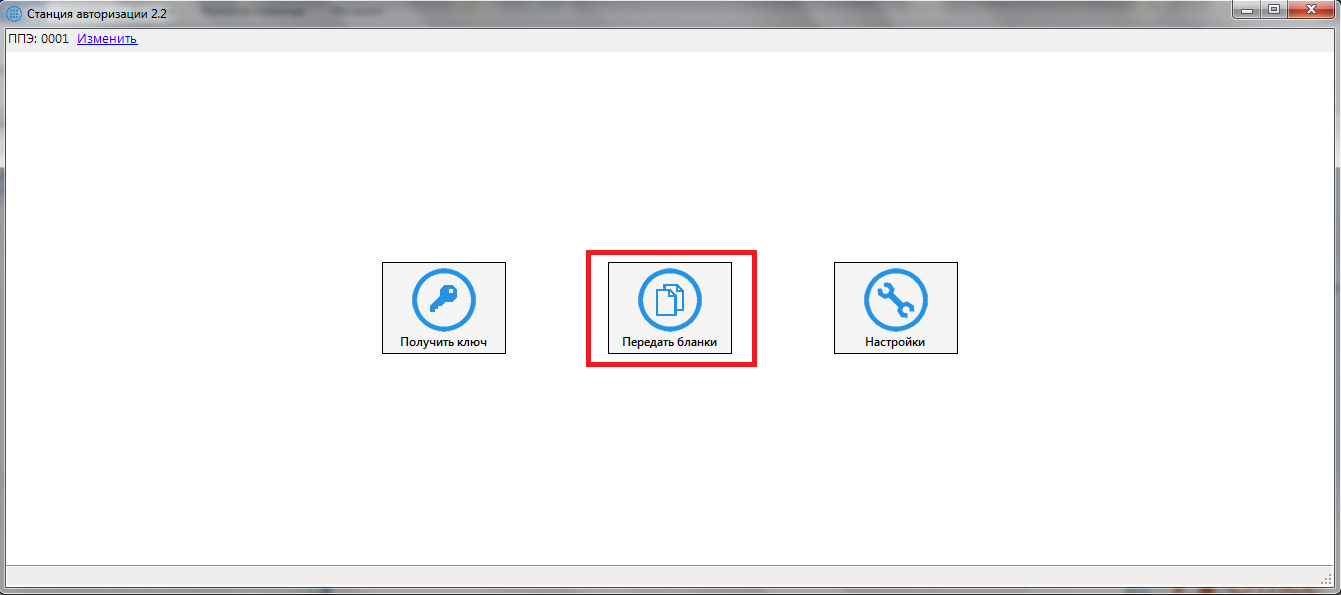 Станция авторизации 2.2
ППЭ: 0001 Изменить
Получить ключ
Передать бланки
Настройки